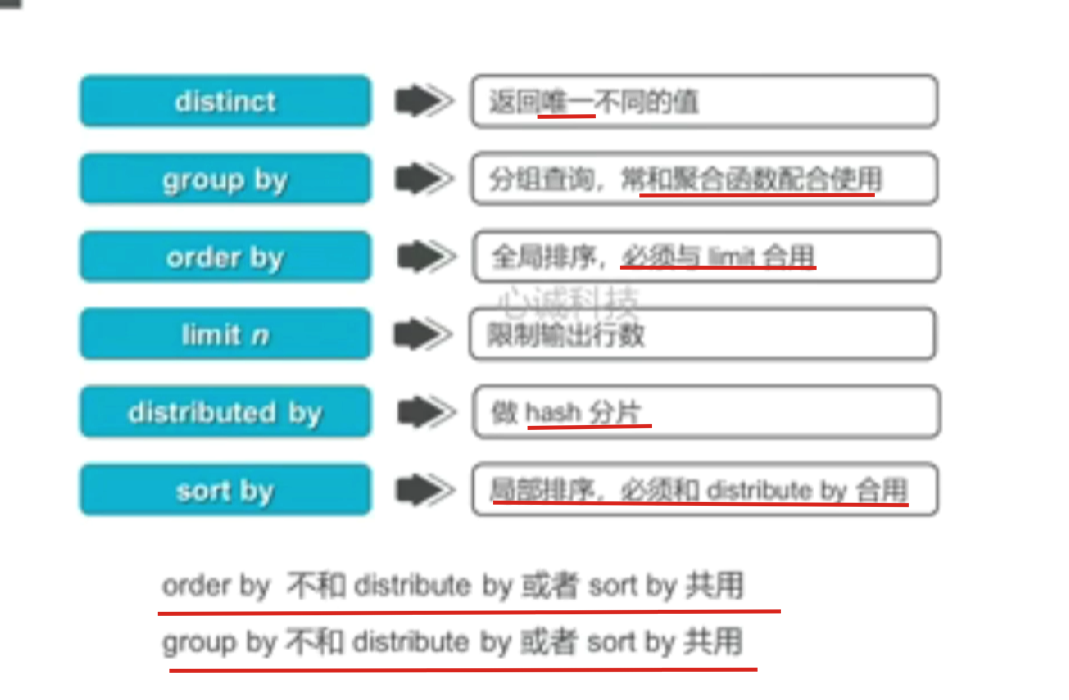 distinct 返回唯一不同的值
group by 分组查询，常和聚合函数配合使用
order by 全局排序，必须与 limit 合用
心诚科技
limit n 限制输出行数
distributed by 做 hash 分片
sort by 局部排序，必须和 distribute by 合用
order by 不和 distribute by 或者 sort by 共用
group by 不和 distribute by 或者 sort by 共用